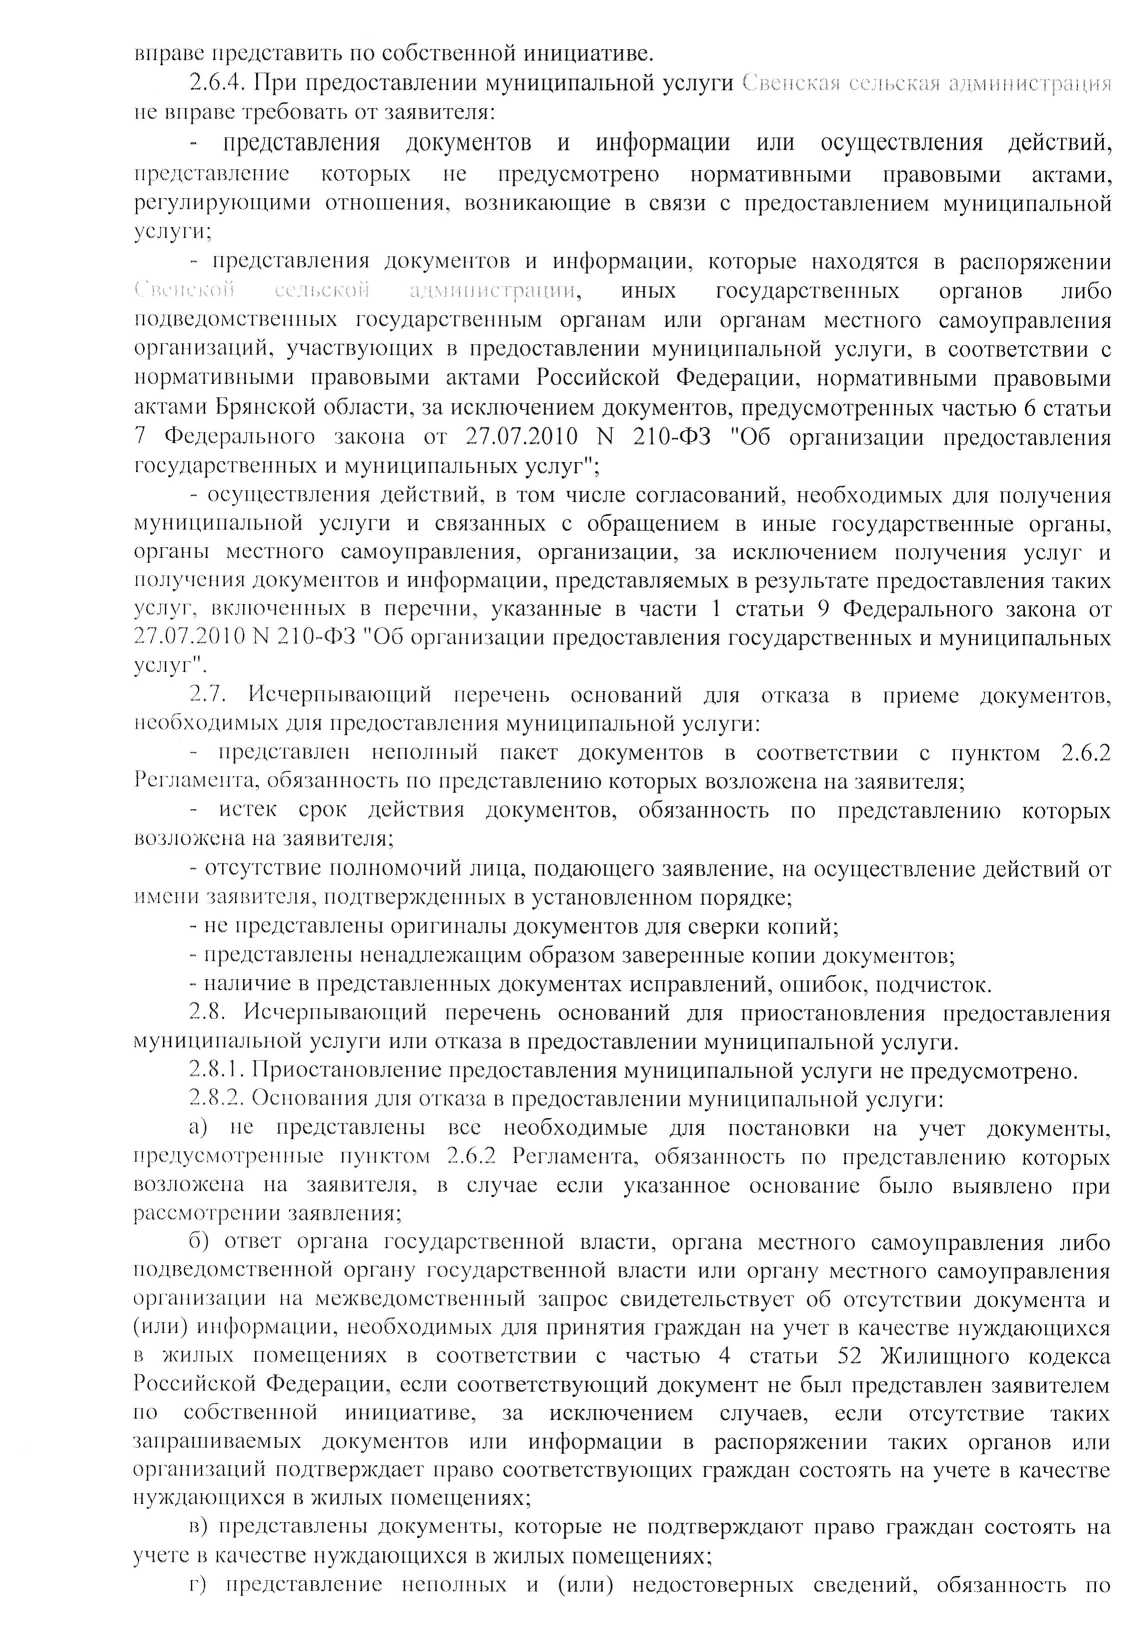 вправе представить по собственной инициативе.
2.6.4. При предоставлении муниципальной услуги Свенская сельская администрация
не вправе требовать от заявителя:
- представления документов и информации или осуществления действий,
представление которых не предусмотрено нормативными правовыми актами,
регулирующими отношения, возникающие в связи с предоставлением муниципальной
услуги;
- представления документов и информации, которые находятся в распоряжении
Свенской сельской администрации, иных государственных органов либо
подведомственных государственным органам или органам местного самоуправления
организаций, участвующих в предоставлении муниципальной услуги, в соответствии с
нормативными правовыми актами Российской Федерации, нормативными правовыми
актами Брянской области, за исключением документов, предусмотренных частью 6 статьи
7 Федерального закона от 27.07.2010 N 210-ФЗ "Об организации предоставления
государственных и муниципальных услуг";
- осуществления действий, в том числе согласований, необходимых для получения
муниципальной услуги и связанных с обращением в иные государственные органы,
органы местного самоуправления, организации, за исключением получения услуг и
получения документов и информации, представляемых в результате предоставления таких
услуг, включенных в перечни, указанные в части 1 статьи 9 Федерального закона от
27.07.2010 N 210-ФЗ "Об организации предоставления государственных и муниципальных
услуг".
2.7. Исчерпывающий перечень оснований для отказа в приеме документов,
необходимых для предоставления муниципальной услуги:
- представлен неполный пакет документов в соответствии с пунктом 2.6.2
Регламента, обязанность по представлению которых возложена на заявителя;
- истек срок действия документов, обязанность по представлению которых
возложена на заявителя;
- отсутствие полномочий лица, подающего заявление, на осуществление действий от
имени заявителя, подтвержденных в установленном порядке;
- не представлены оригиналы документов для сверки копий;
- представлены ненадлежащим образом заверенные копии документов;
- наличие в представленных документах исправлений, ошибок, подчисток.
2.8. Исчерпывающий перечень оснований для приостановления предоставления
муниципальной услуги или отказа в предоставлении муниципальной услуги.
2.8.1. Приостановление предоставления муниципальной услуги не предусмотрено.
2.8.2. Основания для отказа в предоставлении муниципальной услуги:
а) не представлены все необходимые для постановки на учет документы,
предусмотренные пунктом 2.6.2 Регламента, обязанность по представлению которых
возложена на заявителя, в случае если указанное основание было выявлено при
рассмотрении заявления;
б) ответ органа государственной власти, органа местного самоуправления либо
подведомственной органу государственной власти или органу местного самоуправления
организации на межведомственный запрос свидетельствует об отсутствии документа и
(или) информации, необходимых для принятия граждан на учет в качестве нуждающихся
в жилых помещениях в соответствии с частью 4 статьи 52 Жилищного кодекса
Российской Федерации, если соответствующий документ не был представлен заявителем
по собственной инициативе, за исключением случаев, если отсутствие таких
запрашиваемых документов или информации в распоряжении таких органов или
организаций подтверждает право соответствующих граждан состоять на учете в качестве
нуждающихся в жилых помещениях;
в) представлены документы, которые не подтверждают право граждан состоять на
учете в качестве нуждающихся в жилых помещениях;
г) представление неполных и (или) недостоверных сведений, обязанность по